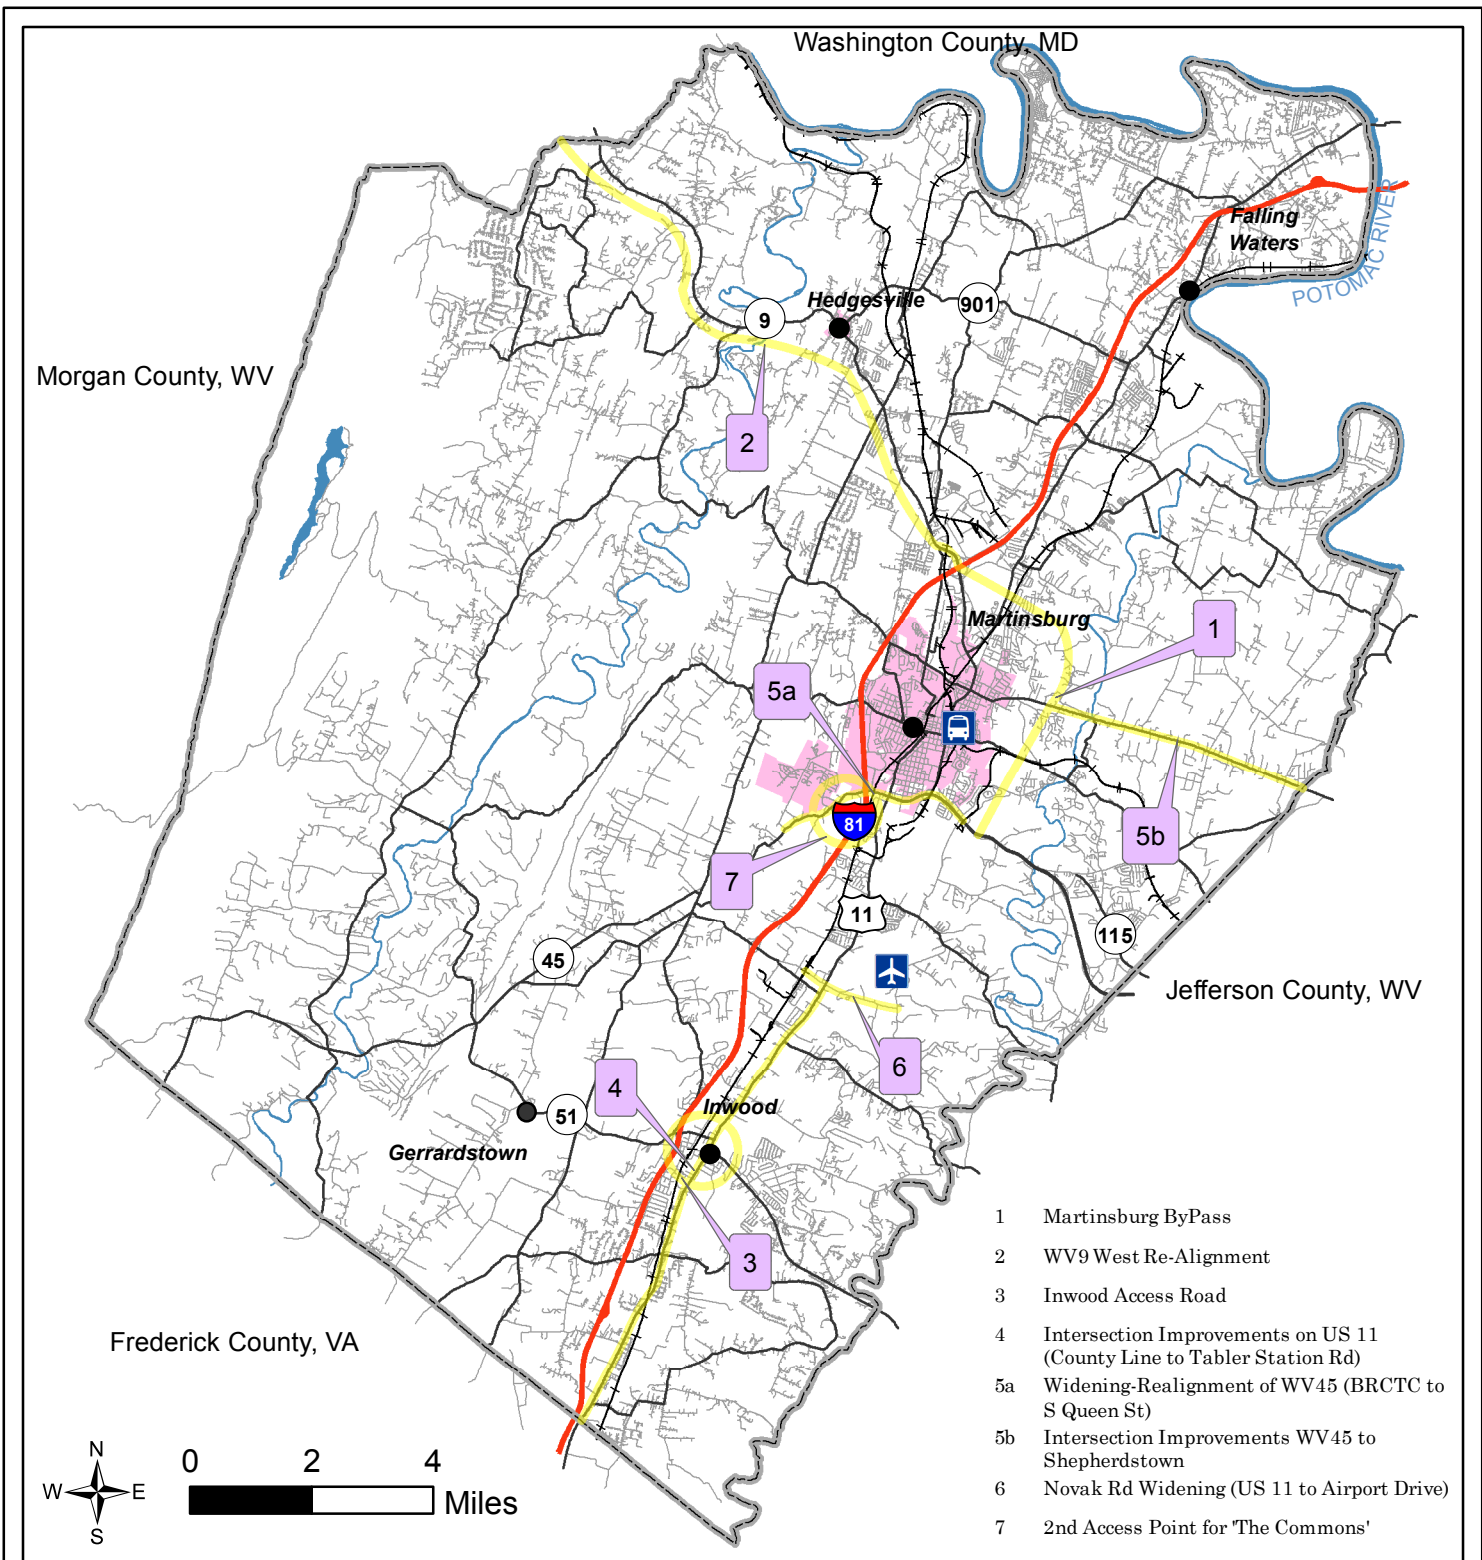 Washington County, MD
Falling
Waters
POTOMAC RIVER
Hedgesville
9
901
Morgan County, WV
2
Martinsburg
1
5a
5b
81
7
11
115
45
Jefferson County, WV
6
4
Inwood
51
Gerrardstown
3
Frederick County, VA
1 Martinsburg ByPass
2 WV9 West Re-Alignment
3 Inwood Access Road
4 Intersection Improvements on US 11
(County Line to Tabler Station Rd)
5a Widening-Realignment of WV45 (BRCTC to
S Queen St)
5b Intersection Improvements WV45 to
Shepherdstown
6 Novak Rd Widening (US 11 to Airport Drive)
7 2nd Access Point for 'The Commons'
N
W E
S
0 2 4
Miles